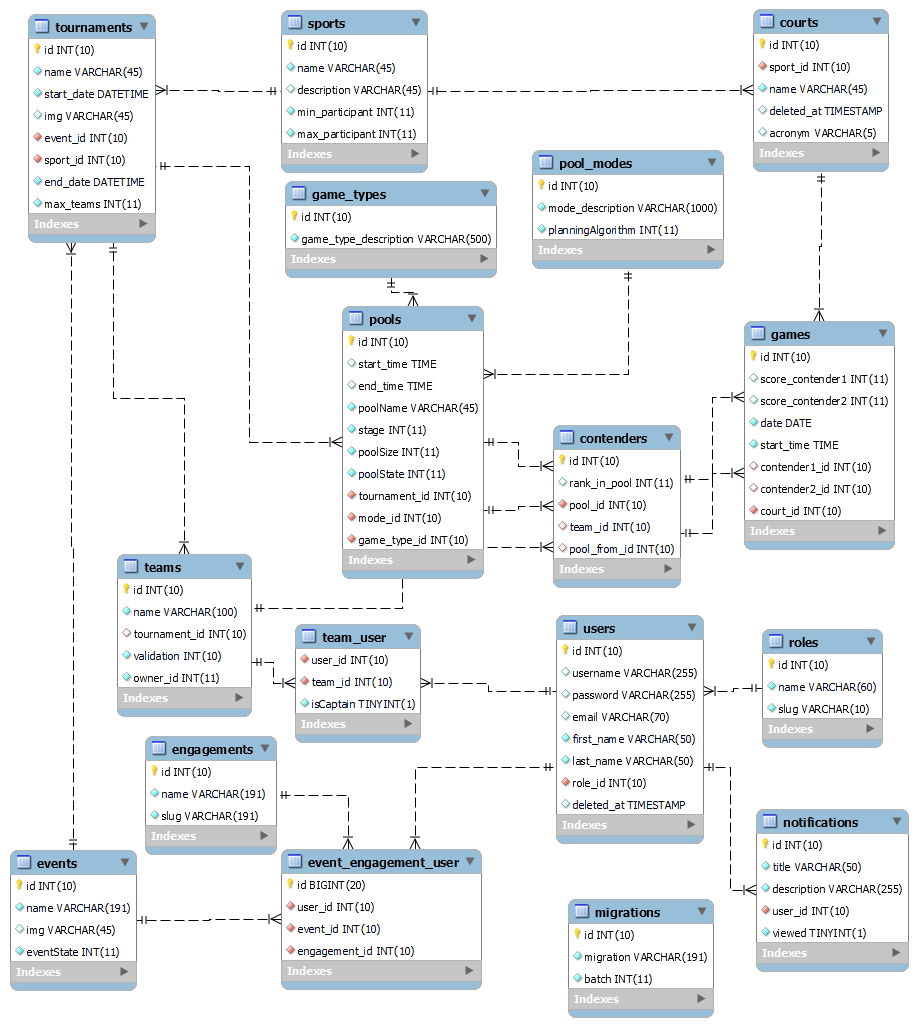 tournaments
id INT(10)
name VARCHAR(45)
start_date DATETIME
img VARCHAR(45)
event_id INT(10)
sport_id INT(10)
end_date DATETIME
max_teams INT(11)
Indexes
sports
id INT(10)
name VARCHAR(45)
description VARCHAR(45)
min_participant INT(11)
max_participant INT(11)
Indexes
courts
id INT(10)
sport_id INT(10)
name VARCHAR(45)
deleted_at TIMESTAMP
acronym VARCHAR(5)
Indexes
game_types
id INT(10)
game_type_description VARCHAR(500)
Indexes
pool_modes
id INT(10)
mode_description VARCHAR(1000)
planningAlgorithm INT(11)
Indexes
pools
id INT(10)
start_time TIME
end_time TIME
poolName VARCHAR(45)
stage INT(11)
poolSize INT(11)
poolState INT(11)
tournament_id INT(10)
mode_id INT(10)
game_type_id INT(10)
Indexes
contenders
id INT(10)
rank_in_pool INT(11)
pool_id INT(10)
team_id INT(10)
pool_from_id INT(10)
Indexes
games
id INT(10)
score_contender1 INT(11)
score_contender2 INT(11)
date DATE
start_time TIME
contender1_id INT(10)
contender2_id INT(10)
court_id INT(10)
Indexes
teams
id INT(10)
name VARCHAR(100)
tournament_id INT(10)
validation INT(10)
owner_id INT(11)
Indexes
team_user
user_id INT(10)
team_id INT(10)
isCaptain TINYINT(1)
Indexes
users
id INT(10)
username VARCHAR(255)
password VARCHAR(255)
email VARCHAR(70)
first_name VARCHAR(50)
last_name VARCHAR(50)
role_id INT(10)
deleted_at TIMESTAMP
Indexes
roles
id INT(10)
name VARCHAR(60)
slug VARCHAR(10)
Indexes
engagements
id INT(10)
name VARCHAR(191)
slug VARCHAR(191)
Indexes
events
id INT(10)
name VARCHAR(191)
img VARCHAR(45)
eventState INT(11)
Indexes
event_engagement_user
id BIGINT(20)
user_id INT(10)
event_id INT(10)
engagement_id INT(10)
Indexes
migrations
id INT(10)
migration VARCHAR(191)
batch INT(11)
Indexes
notifications
id INT(10)
title VARCHAR(50)
description VARCHAR(255)
user_id INT(10)
viewed TINYINT(1)
Indexes